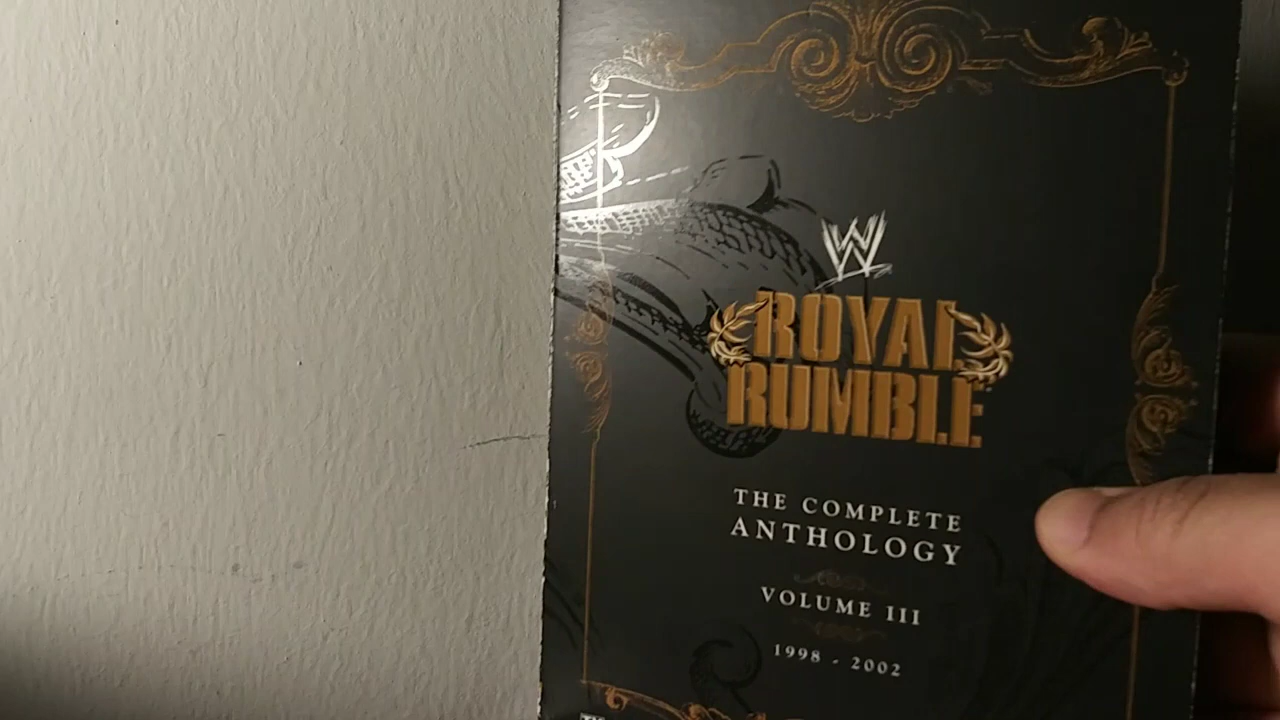 W
ROYAL
RUMBLE
THE COMPLETE
ANTHOLOGY
VOLUME III
1998 - 2002